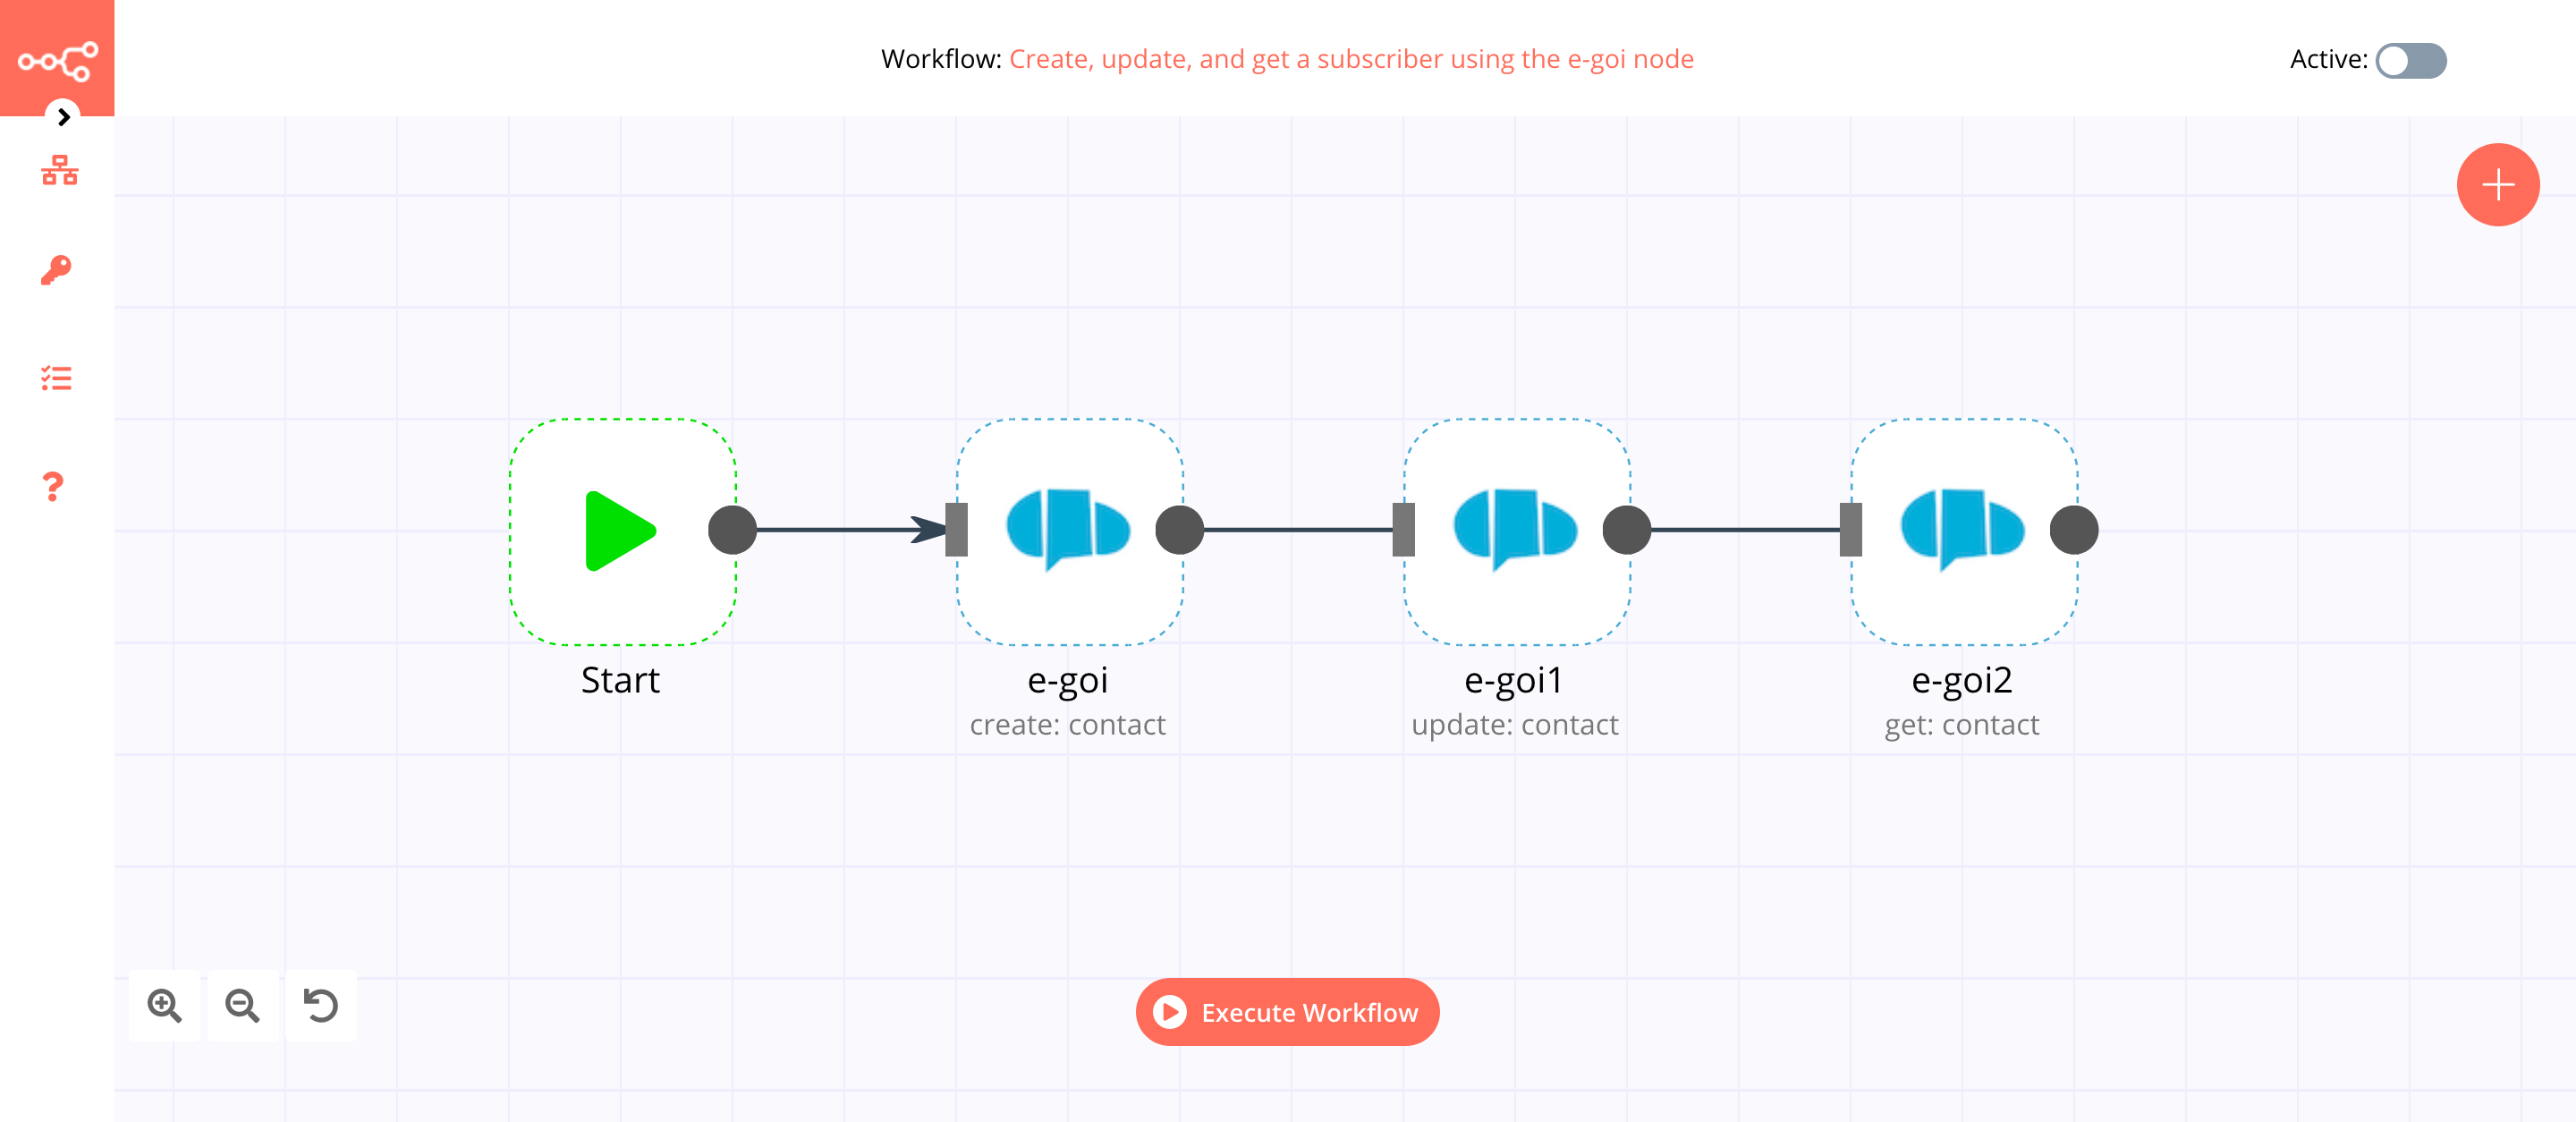 Workflow: Create, update, and get a subscriber using the e-goi node
Active:
Start
e-goi
create: contact
e-goi1
update: contact
e-goi2
get: contact
Execute Workflow